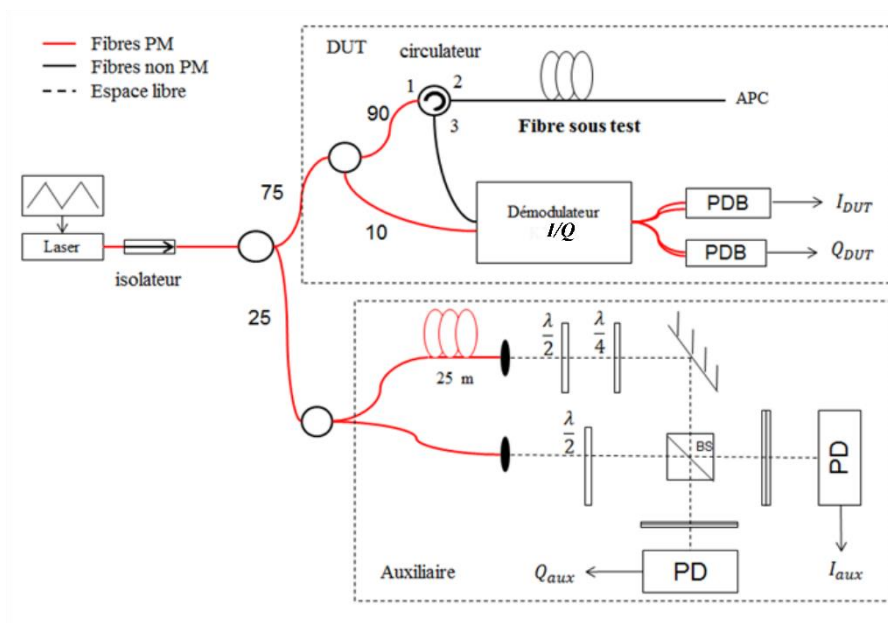 Fibres PM
Fibres non PM
Espace libre
DUT
circulateur
1
2
3
90
APC
Fibre sous test
75
10
Démodulateur
I/Q
PDB
I_DUT
PDB
Q_DUT
Laser
isolateur
25
25 m
λ/2
λ/4
λ/2
BS
PD
PD
I_aux
Q_aux
Auxiliaire